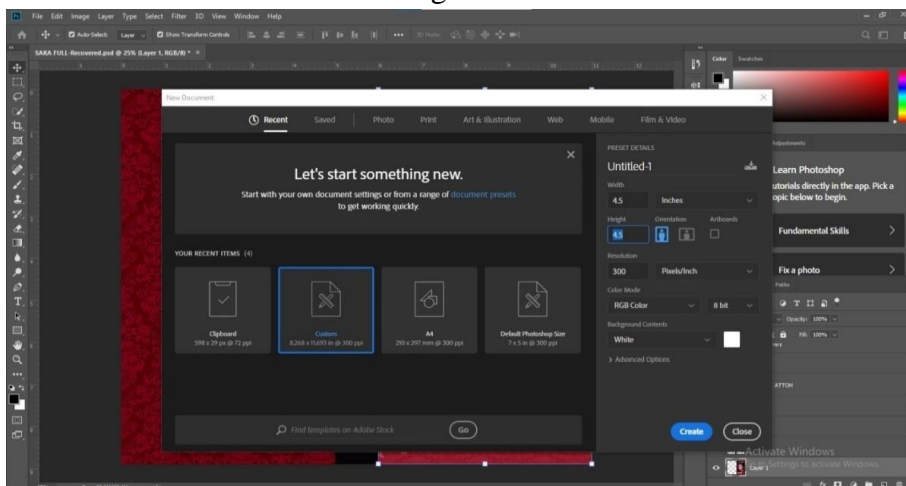 File Edit Image Layer Type Select Filter 3D View Window Help
Auto-Select: Layer Show Transform Controls 3D Mode:
SAKA FULL-Recovered.psd @ 25% (Layer 1, RGB/8) *
Color Swatches
New Document
Recent Saved Photo Print Art & Illustration Web Mobile Film & Video
Let's start something new.
Start with your own document settings or from a range of document presets
to get working quickly.
YOUR RECENT ITEMS (4)
Clipboard
598 x 29 px @ 72 ppi
Custom
8.268 x 11.693 in @ 300 ppi
A4
210 x 297 mm @ 300 ppi
Default Photoshop Size
7 x 5 in @ 300 ppi
Find templates on Adobe Stock
Go
PRESET DETAILS
Untitled-1
Width
4.5 Inches
Height Orientation Artboards
4.5
Resolution
300 Pixels/Inch
Color Mode
RGB Color 8 bit
Background Contents
White
Advanced Options
Create Close
Adjustments
Learn Photoshop
utorials directly in the app. Pick a
opic below to begin.
Fundamental Skills
Fix a photo
Paths
Opacity: 100%
Fill: 100%
ATTOH
Activate Windows
Settings to activate Windows.
Layer 1